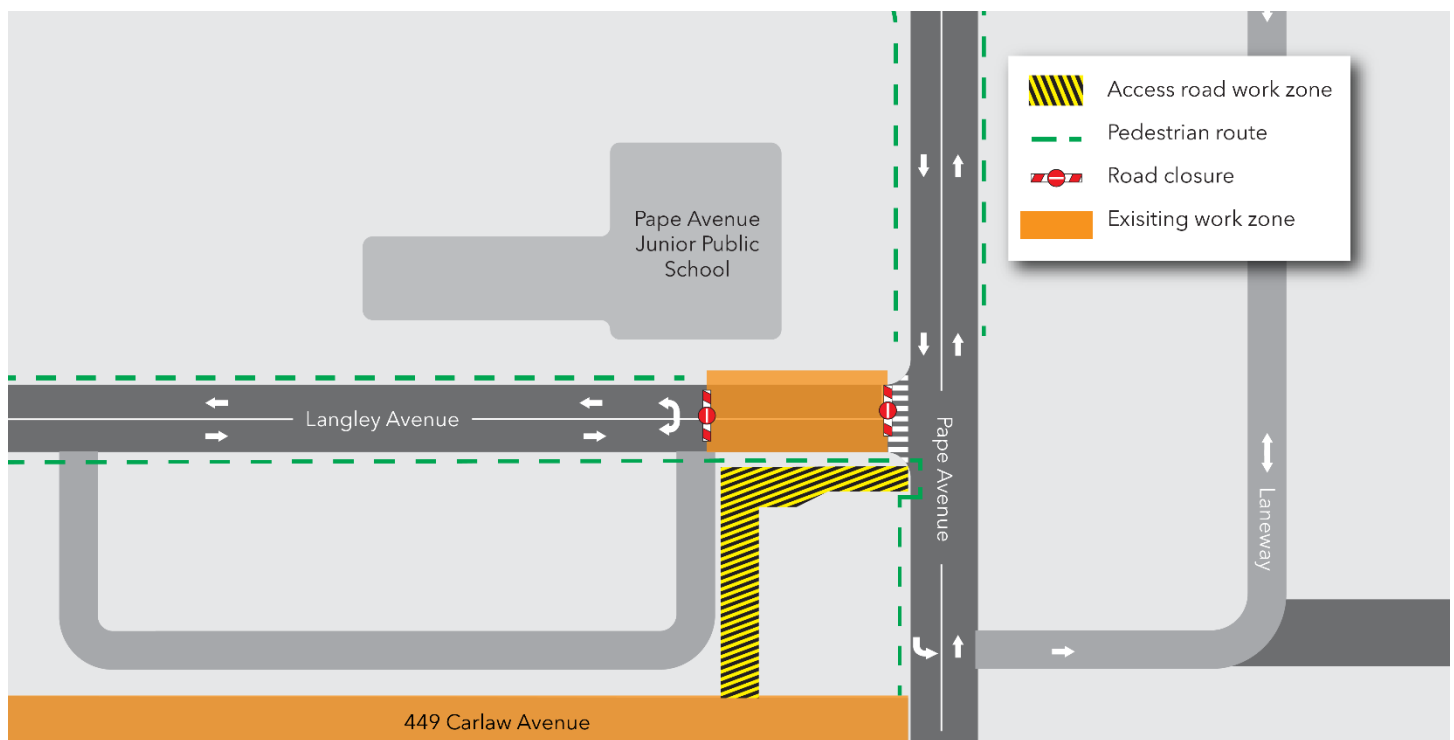 Access road work zone
Pedestrian route
Road closure
Exisiting work zone
Pape Avenue
Junior Public
School
Langley Avenue
Pape Avenue
Laneway
449 Carlaw Avenue